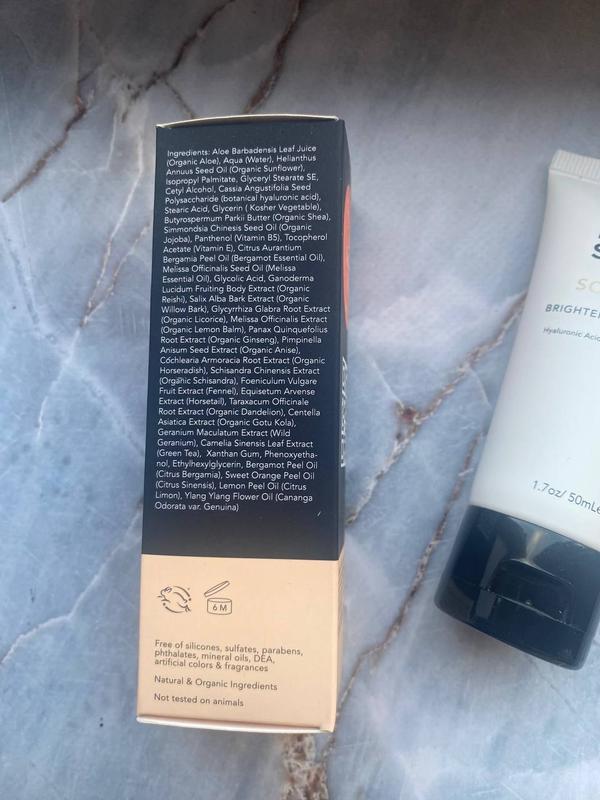 Ingredients: Aloe Barbadensis Leaf Juice
(Organic Aloe), Aqua (Water), Helianthus
Annuus Seed Oil (Organic Sunflower),
Isopropyl Palmitate, Glyceryl Stearate SE,
Cetyl Alcohol, Cassia Angustifolia Seed
Polysaccharide (botanical hyaluronic acid),
Stearic Acid, Glycerin ( Kosher Vegetable),
Butyrospermum Parkii Butter (Organic Shea),
Simmondsia Chinesis Seed Oil (Organic
Jojoba), Panthenol (Vitamin B5), Tocopherol
Acetate (Vitamin E), Citrus Aurantium
Bergamia Peel Oil (Bergamot Essential Oil),
Melissa Officinalis Seed Oil (Melissa
Essential Oil), Glycolic Acid, Ganoderma
Lucidum Fruiting Body Extract (Organic
Reishi), Salix Alba Bark Extract (Organic
Willow Bark), Glycyrrhiza Glabra Root Extract
(Organic Licorice), Melissa Officinalis Extract
(Organic Lemon Balm), Panax Quinquefolius
Root Extract (Organic Ginseng), Pimpinella
Anisum Seed Extract (Organic Anise),
Cochlearia Armoracia Root Extract (Organic
Horseradish), Schisandra Chinensis Extract
(Organic Schisandra), Foeniculum Vulgare
Fruit Extract (Fennel), Equisetum Arvense
Extract (Horsetail), Taraxacum Officinale
Root Extract (Organic Dandelion), Centella
Asiatica Extract (Organic Gotu Kola),
Geranium Maculatum Extract (Wild
Geranium), Camelia Sinensis Leaf Extract
(Green Tea), Xanthan Gum, Phenoxyetha-
nol, Ethylhexylglycerin, Bergamot Peel Oil
(Citrus Bergamia), Sweet Orange Peel Oil
(Citrus Sinensis), Lemon Peel Oil (Citrus
Limon), Ylang Ylang Flower Oil (Cananga
Odorata var. Genuina)
6 M
Free of silicones, sulfates, parabens,
phthalates, mineral oils, DEA,
artificial colors & fragrances
Natural & Organic Ingredients
Not tested on animals
Hyaluronic Acid
1.7oz/ 50mL